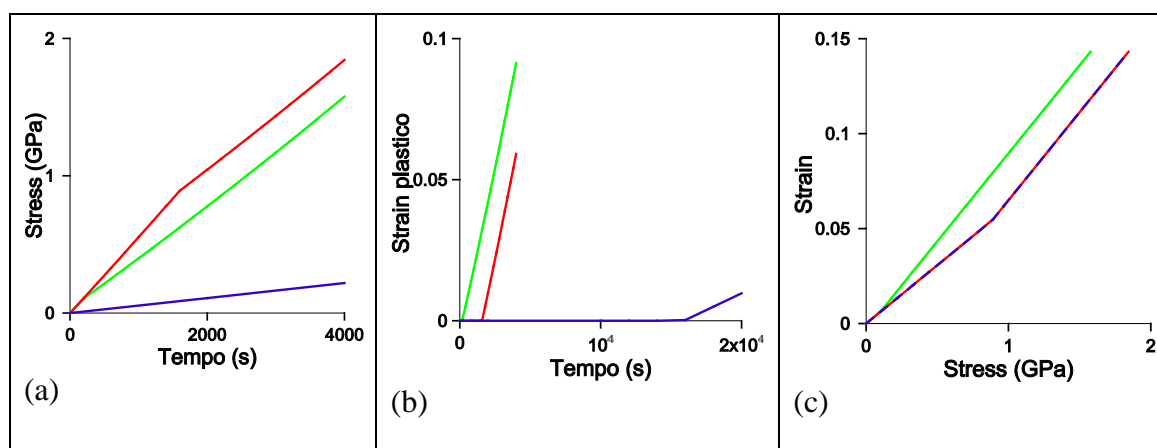 2
1
0
0
2000
4000
Stress (GPa)
Tempo (s)
(a)
0.1
0.05
0
0
10⁴
2x10⁴
Strain plastico
Tempo (s)
(b)
0.15
0.1
0.05
0
0
1
2
Strain
Stress (GPa)
(c)